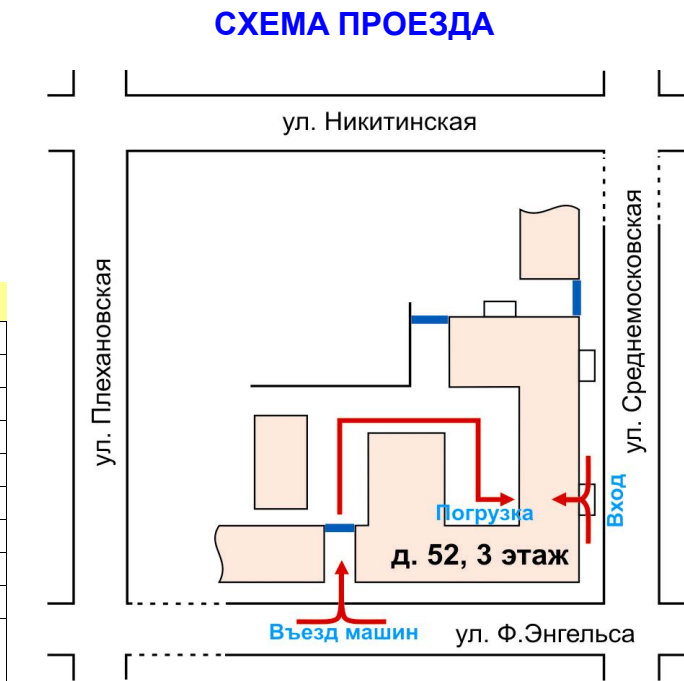 СХЕМА ПРОЕЗДА
ул. Никитинская
ул. Плехановская
ул. Среднемосковская
Вход
Погрузка
д. 52, 3 этаж
Въезд машин
ул. Ф.Энгельса